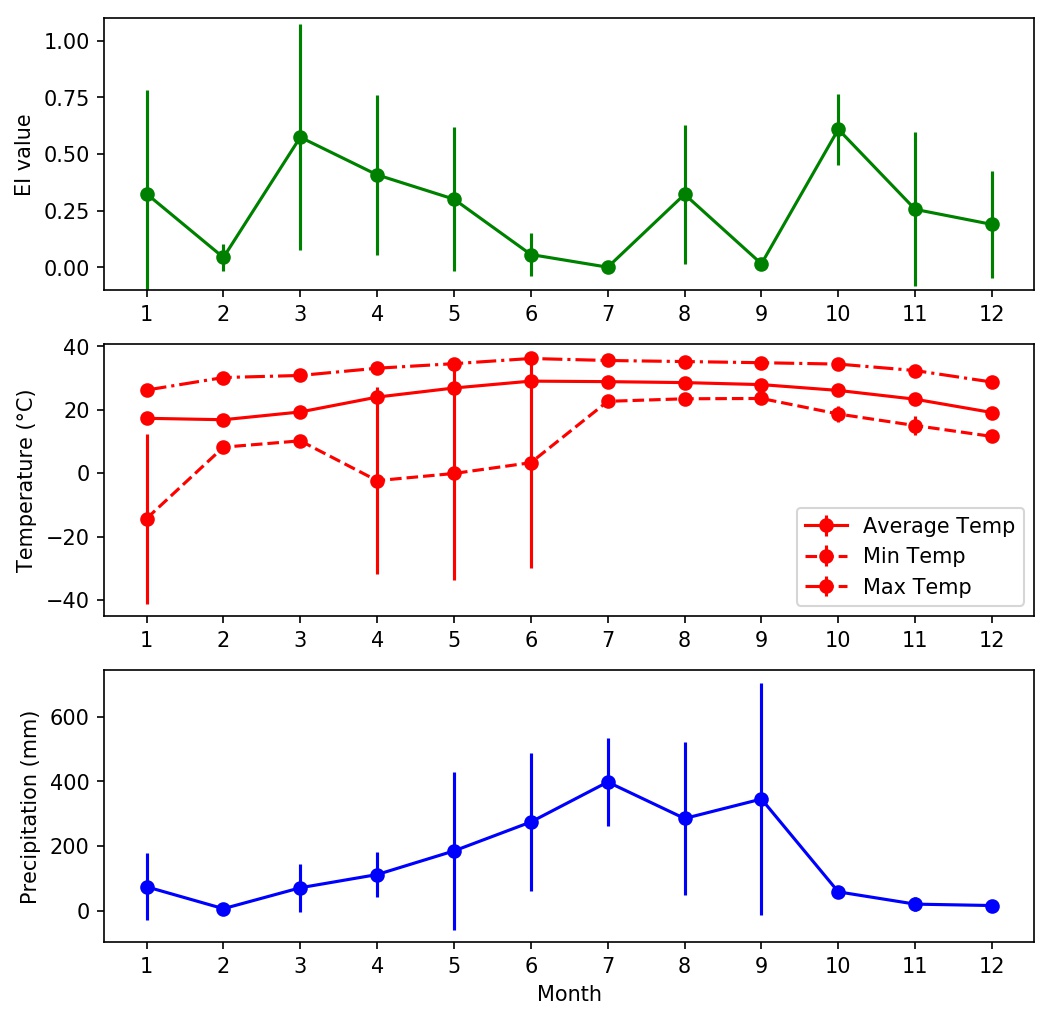 1.00
0.75
0.50
0.25
0.00
EI value
1 2 3 4 5 6 7 8 9 10 11 12
40
20
0
−20
−40
Temperature (°C)
Average Temp
Min Temp
Max Temp
1 2 3 4 5 6 7 8 9 10 11 12
600
400
200
0
Precipitation (mm)
1 2 3 4 5 6 7 8 9 10 11 12
Month